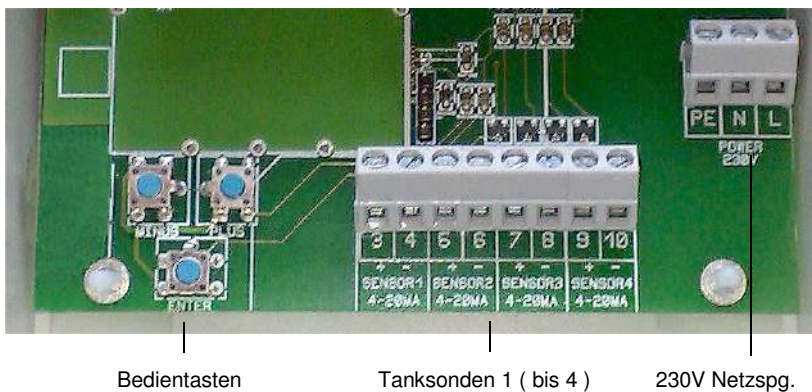 PE N L
POWER
230V
MINUS PLUS
ENTER
3 4 5 6 7 8 9 10
+ - + - + - + -
SENSOR1 SENSOR2 SENSOR3 SENSOR4
4-20MA 4-20MA 4-20MA 4-20MA
Bedientasten Tanksonden 1 ( bis 4 ) 230V Netzspg.